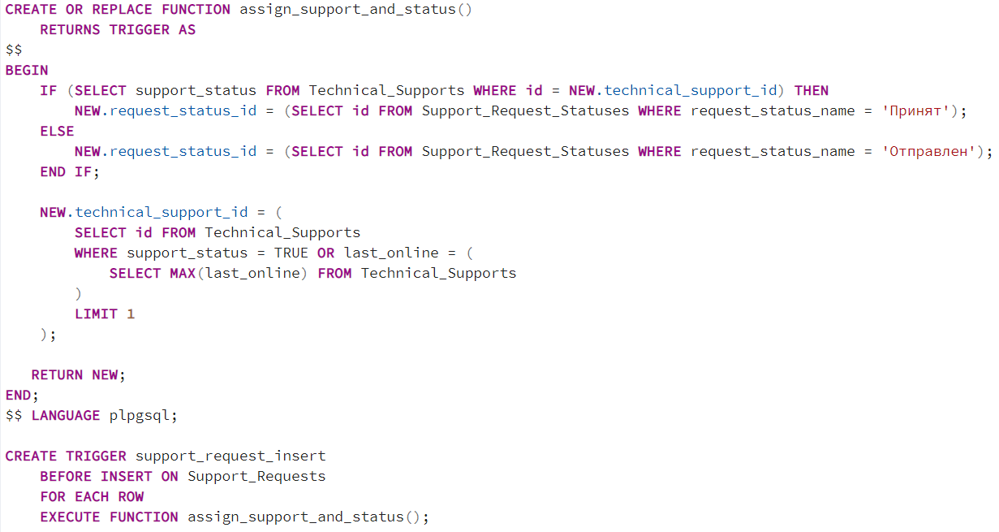 CREATE OR REPLACE FUNCTION assign_support_and_status()
    RETURNS TRIGGER AS
$$
BEGIN
    IF (SELECT support_status FROM Technical_Supports WHERE id = NEW.technical_support_id) THEN
        NEW.request_status_id = (SELECT id FROM Support_Request_Statuses WHERE request_status_name = 'Принят');
    ELSE
        NEW.request_status_id = (SELECT id FROM Support_Request_Statuses WHERE request_status_name = 'Отправлен');
    END IF;

    NEW.technical_support_id = (
        SELECT id FROM Technical_Supports
        WHERE support_status = TRUE OR last_online = (
            SELECT MAX(last_online) FROM Technical_Supports
        )
        LIMIT 1
    );

   RETURN NEW;
END;
$$ LANGUAGE plpgsql;

CREATE TRIGGER support_request_insert
    BEFORE INSERT ON Support_Requests
    FOR EACH ROW
    EXECUTE FUNCTION assign_support_and_status();